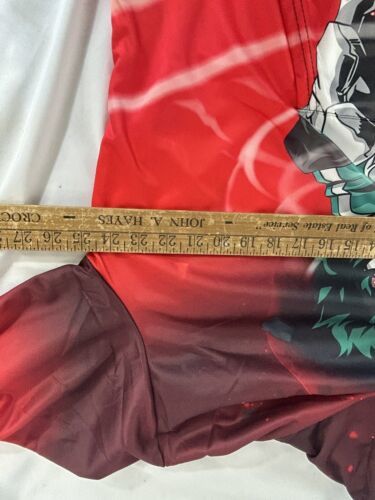 CROC
JOHN A. HAYES
of Real Estate Service"
27 26 25 24 23 22 21 20 19 18 17 16 15